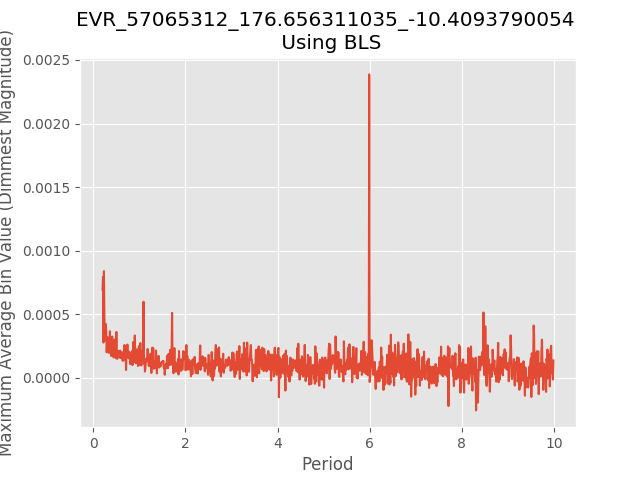 EVR_57065312_176.656311035_-10.4093790054
Using BLS
Maximum Average Bin Value (Dimmest Magnitude)
0.0025
0.0020
0.0015
0.0010
0.0005
0.0000
0 2 4 6 8 10
Period